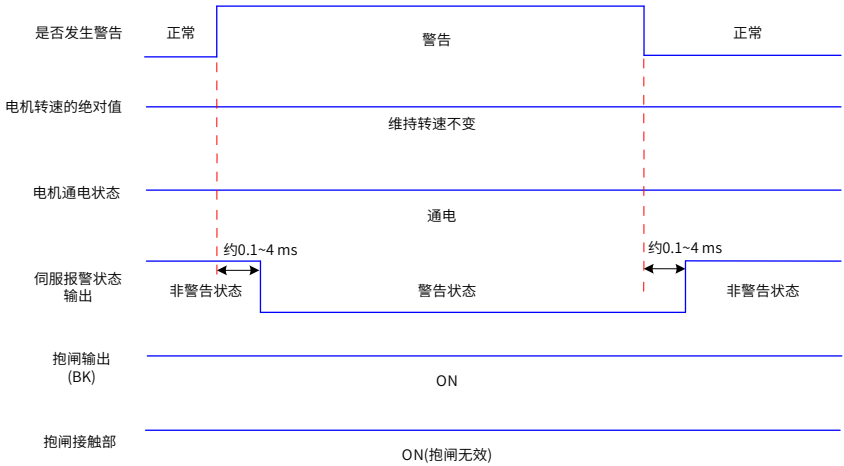 是否发生警告
正常
警告
正常
电机转速的绝对值
维持转速不变
电机通电状态
通电
约0.1~4 ms
约0.1~4 ms
伺服报警状态
输出
非警告状态
警告状态
非警告状态
抱闸输出
(BK)
ON
抱闸接触部
ON(抱闸无效)